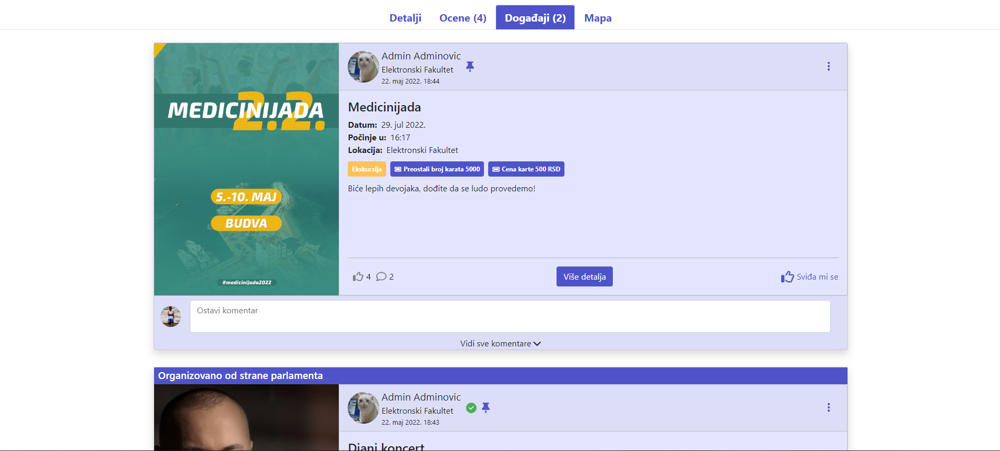 Detalji
Ocene (4)
Događaji (2)
Mapa
MEDICINIJADA
2.2.
5.-10. MAJ
BUDVA
#medicinijada2022
Admin Adminovic
Elektronski Fakultet
22. maj 2022. 18:44
Medicinijada
Datum: 29. jul 2022.
Počinje u: 16:17
Lokacija: Elektronski Fakultet
Ekskurzija
Preostali broj karata 5000
Cena karte 500 RSD
Biće lepih devojaka, dođite da se ludo provedemo!
4
2
Više detalja
Sviđa mi se
Ostavi komentar
Vidi sve komentare
Organizovano od strane parlamenta
Admin Adminovic
Elektronski Fakultet
22. maj 2022. 18:43
Djani koncert